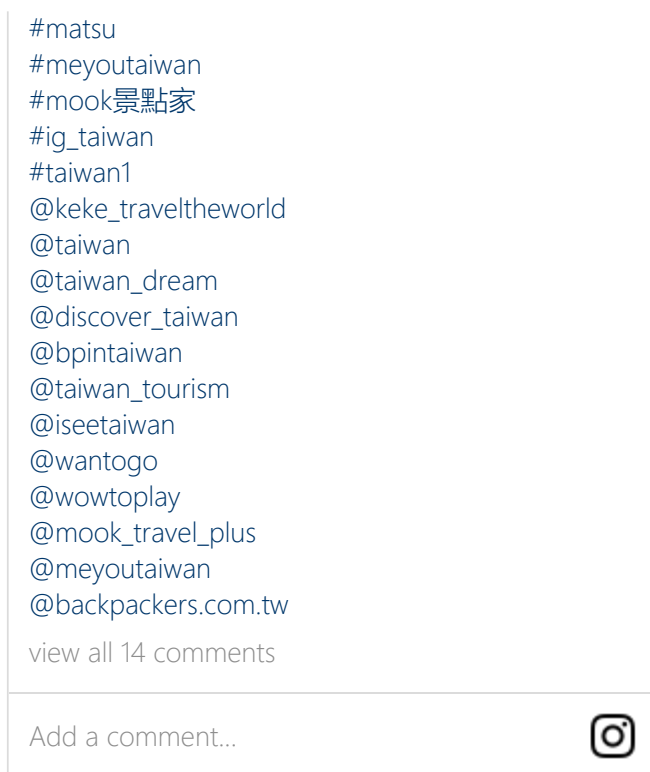 #matsu
#meyoutaiwan
#mook景點家
#ig_taiwan
#taiwan1
@keke_traveltheworld
@taiwan
@taiwan_dream
@discover_taiwan
@bpintaiwan
@taiwan_tourism
@iseetaiwan
@wantogo
@wowtoplay
@mook_travel_plus
@meyoutaiwan
@backpackers.com.tw
view all 14 comments
Add a comment...